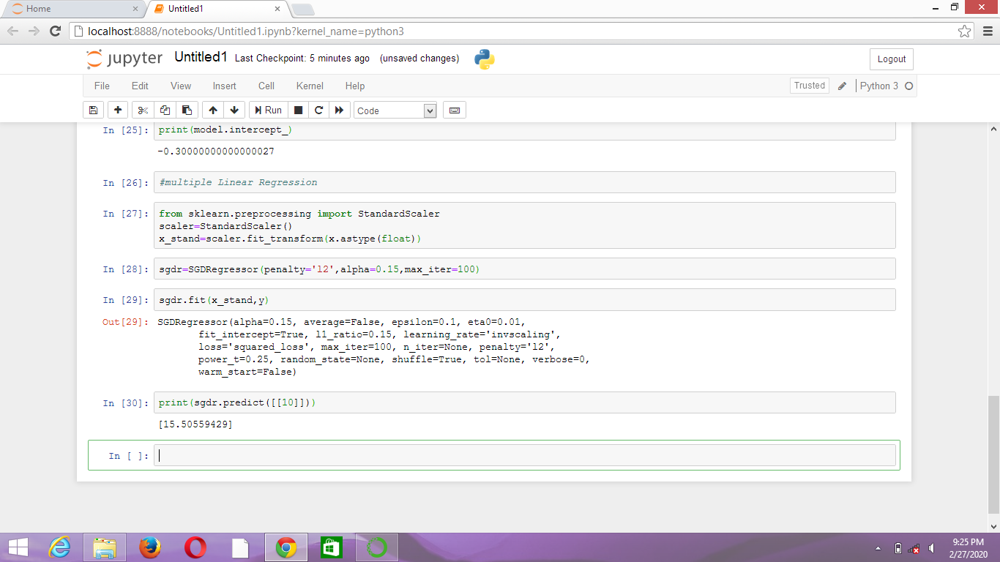 Home
Untitled1
localhost:8888/notebooks/Untitled1.ipynb?kernel_name=python3
jupyter Untitled1 Last Checkpoint: 5 minutes ago (unsaved changes)
Logout
File Edit View Insert Cell Kernel Help
Trusted Python 3
Run Code
In [25]: print(model.intercept_)
-0.30000000000000027
In [26]: #multiple Linear Regression
In [27]: from sklearn.preprocessing import StandardScaler
scaler=StandardScaler()
x_stand=scaler.fit_transform(x.astype(float))
In [28]: sgdr=SGDRegressor(penalty='l2',alpha=0.15,max_iter=100)
In [29]: sgdr.fit(x_stand,y)
Out[29]: SGDRegressor(alpha=0.15, average=False, epsilon=0.1, eta0=0.01,
fit_intercept=True, l1_ratio=0.15, learning_rate='invscaling',
loss='squared_loss', max_iter=100, n_iter=None, penalty='l2',
power_t=0.25, random_state=None, shuffle=True, tol=None, verbose=0,
warm_start=False)
In [30]: print(sgdr.predict([[10]]))
[15.50559429]
In [ ]:
9:25 PM
2/27/2020